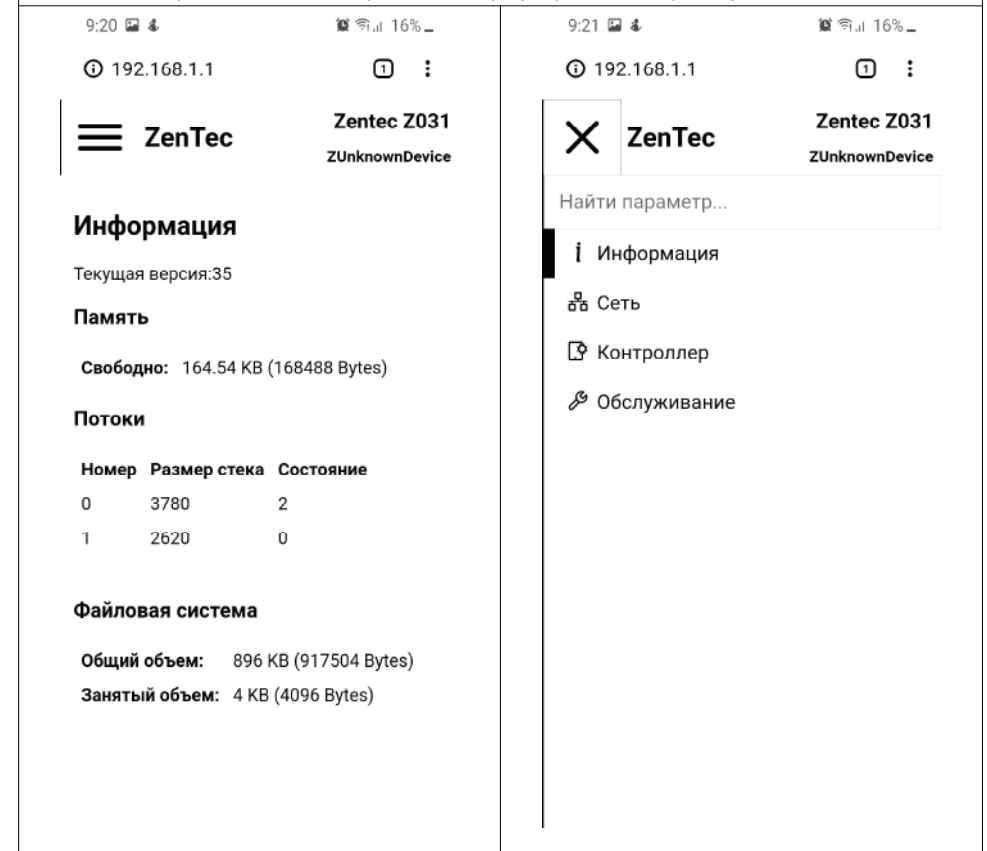 9:20 16%
192.168.1.1 1
ZenTec
Zentec Z031
ZUnknownDevice
Информация
Текущая версия:35
Память
Свободно: 164.54 KB (168488 Bytes)
Потоки
Номер Размер стека Состояние
0 3780 2
1 2620 0
Файловая система
Общий объем: 896 KB (917504 Bytes)
Занятый объем: 4 KB (4096 Bytes)
9:21 16%
192.168.1.1 1
ZenTec
Zentec Z031
ZUnknownDevice
Найти параметр...
Информация
Сеть
Контроллер
Обслуживание